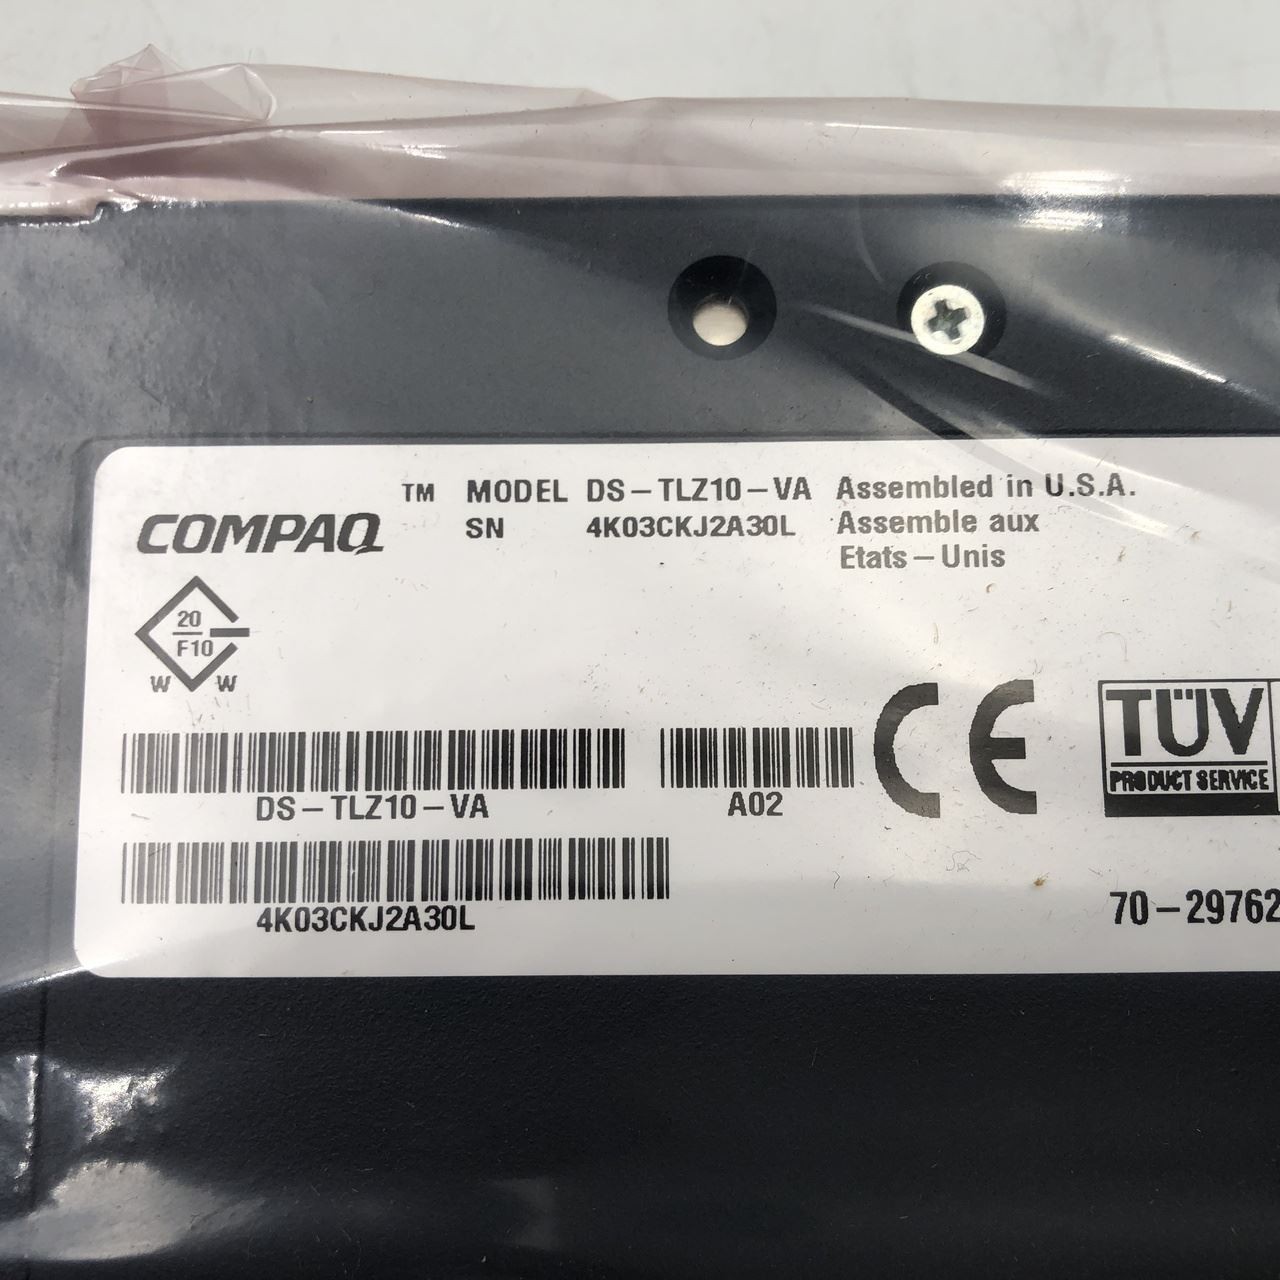 ™ MODEL DS-TLZ10-VA Assembled in U.S.A.
COMPAQ SN 4K03CKJ2A30L Assemble aux
Etats-Unis
20
F10
W W
CE
TÜV
PRODUCT SERVICE
DS-TLZ10-VA A02
4K03CKJ2A30L
70-29762